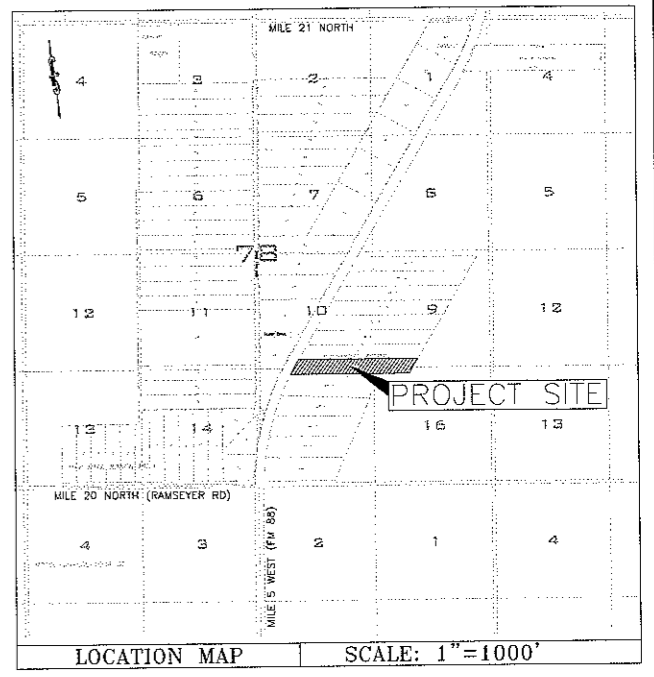 MILE 21 NORTH
4 3 2 1 4
5 6 7 6 5
78
12 11 10 9 12
PROJECT SITE
13 14 16 13
MILE 20 NORTH (RAMSEYER RD)
MILE 5 WEST (FM 88)
4 3 2 1 4
LOCATION MAP
SCALE: 1"=1000'